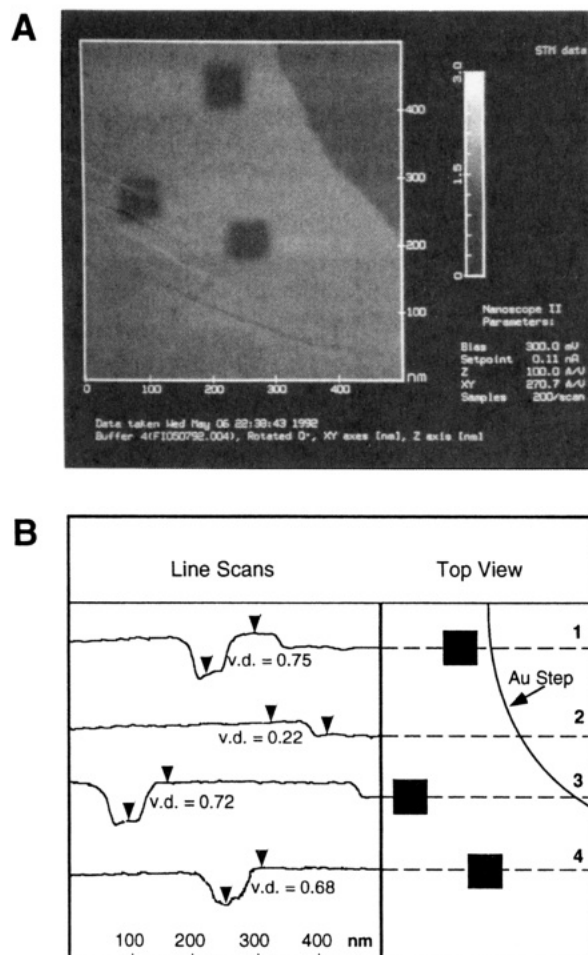 A
STM data
3.0
1.5
0
400
300
200
100
nm
0 100 200 300 400
Nanoscope II
Parameters:
Bias 300.0 mV
Setpoint 0.11 nA
Z 100.0 A/V
XY 270.7 A/V
Samples 200/scan
Data taken Wed May 06 22:38:43 1992
Buffer 4(FI050792.004), Rotated 0°, XY axes [nm], Z axis [nm]
B
Line Scans Top View
1
v.d. = 0.75
Au Step
2
v.d. = 0.22
3
v.d. = 0.72
4
v.d. = 0.68
100 200 300 400 nm